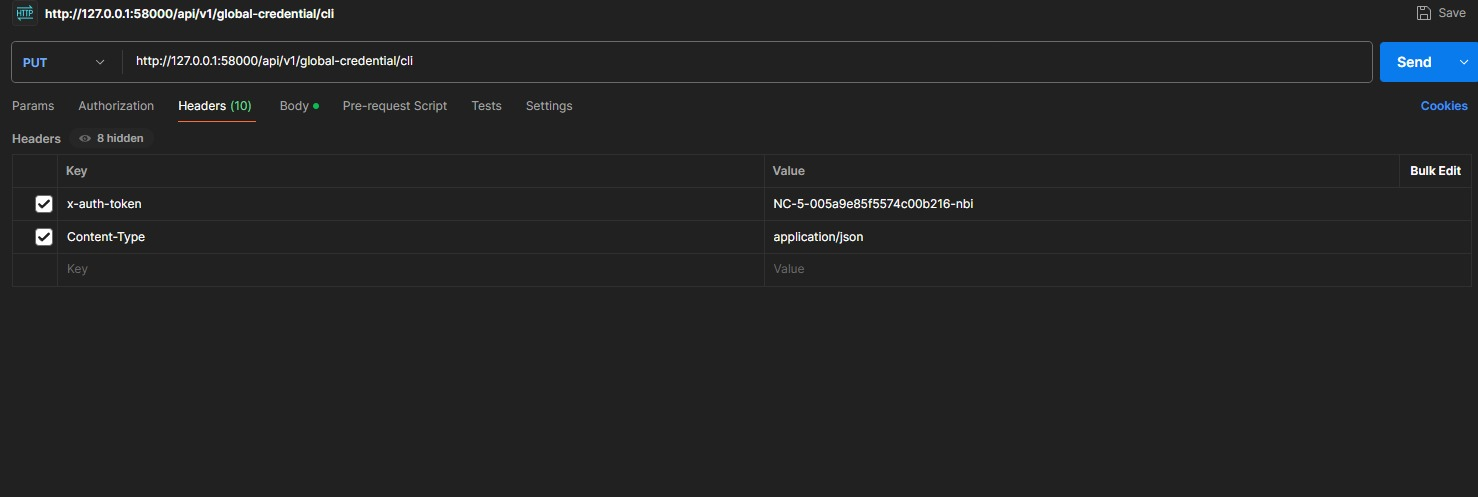 HTTP http://127.0.0.1:58000/api/v1/global-credential/cli Save
PUT http://127.0.0.1:58000/api/v1/global-credential/cli Send
Params Authorization Headers (10) Body Pre-request Script Tests Settings Cookies
Headers 8 hidden
Key Value Bulk Edit
x-auth-token NC-5-005a9e85f5574c00b216-nbi
Content-Type application/json
Key Value